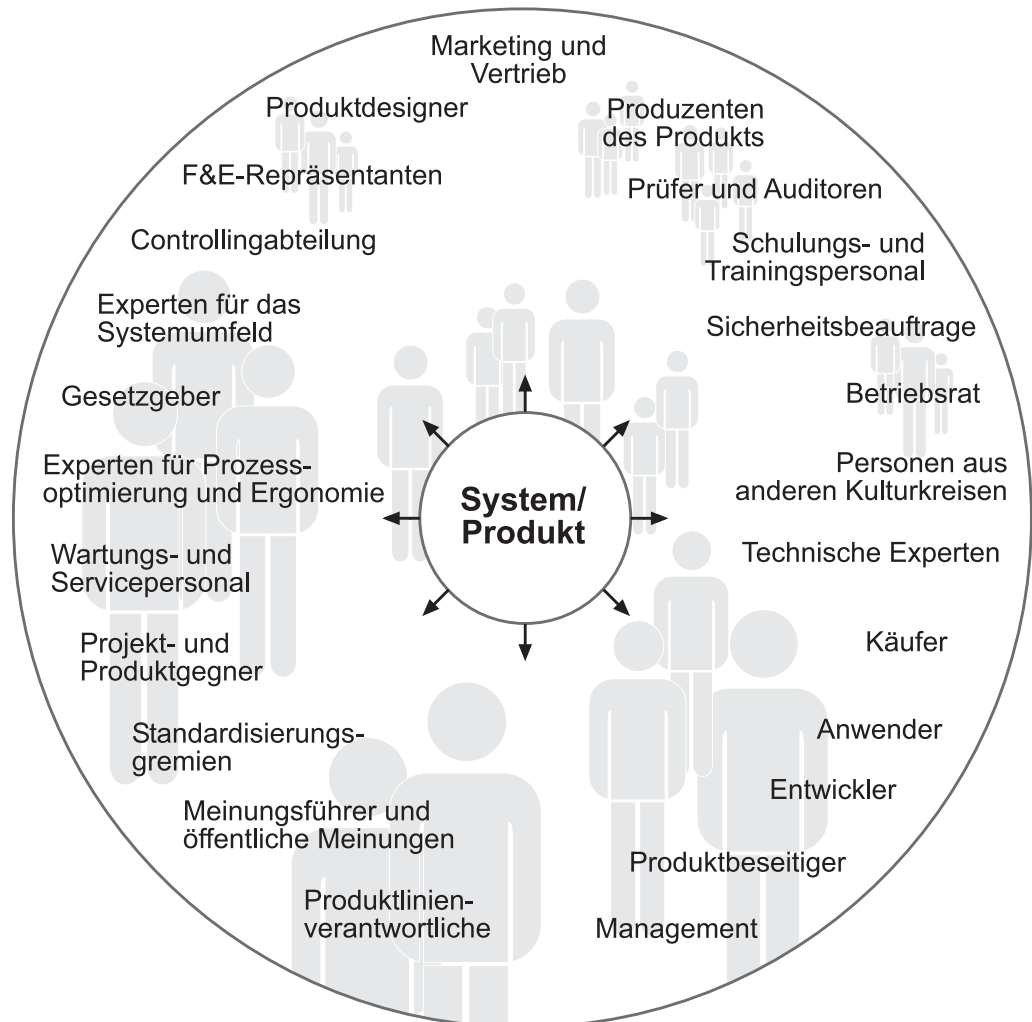 Marketing und
Vertrieb
Produktdesigner
Produzenten
des Produkts
F&E-Repräsentanten
Prüfer und Auditoren
Controllingabteilung
Schulungs- und
Trainingspersonal
Experten für das
Systemumfeld
Sicherheitsbeauftrage
Gesetzgeber
Betriebsrat
Experten für Prozess-
optimierung und Ergonomie
System/
Produkt
Personen aus
anderen Kulturkreisen
Wartungs- und
Servicepersonal
Technische Experten
Projekt- und
Produktgegner
Käufer
Standardisierungs-
gremien
Anwender
Meinungsführer und
öffentliche Meinungen
Entwickler
Produktbeseitiger
Produktlinien-
verantwortliche
Management